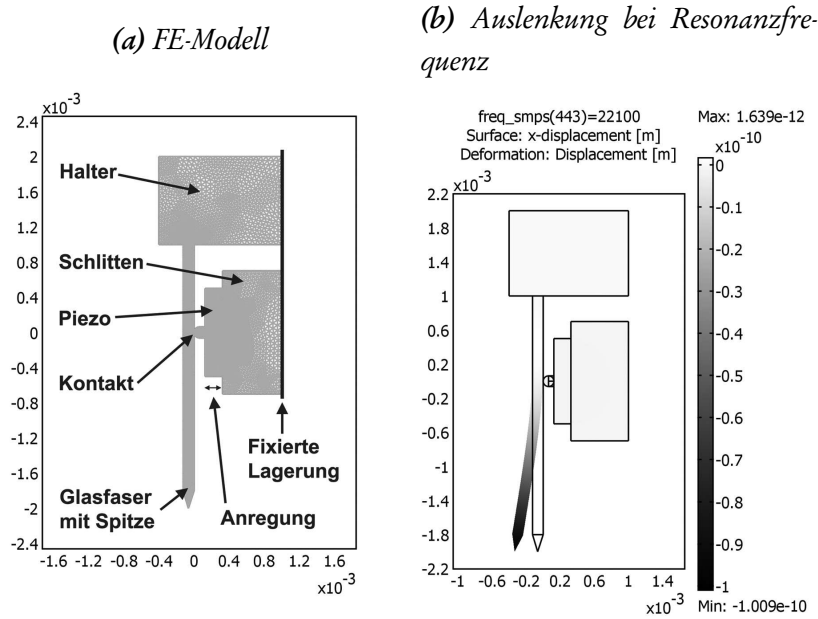 (a) FE-Modell
x10-3
2.4
2
1.6
1.2
0.8
0.4
0
-0.4
-0.8
-1.2
-1.6
-2
-2.4
Halter
Schlitten
Piezo
Kontakt
Fixierte
Lagerung
Glasfaser
mit Spitze
Anregung
-1.6 -1.2 -0.8 -0.4 0 0.4 0.8 1.2 1.6
x10-3
(b) Auslenkung bei Resonanzfre-
quenz
freq_smps(443)=22100
Surface: x-displacement [m]
Deformation: Displacement [m]
Max: 1.639e-12
x10-10
x10-3
2.2
1.8
1.4
1
0.6
0.2
-0.2
-0.6
-1
-1.4
-1.8
-2.2
-1 -0.6 -0.2 0.2 0.6 1 1.4
x10-3
0
-0.1
-0.2
-0.3
-0.4
-0.5
-0.6
-0.7
-0.8
-0.9
-1
Min: -1.009e-10